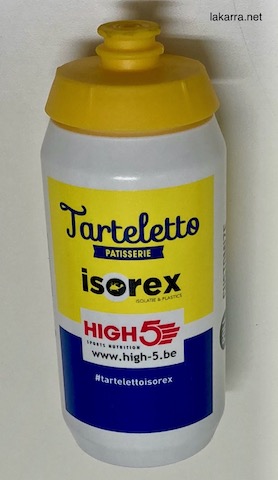 lakarra.net
Tarteletto
PATISSERIE
isorex
ISOLATIE & PLASTICS
HIGH5
SPORTS NUTRITION
www.high-5.be
#tartelettoisorex